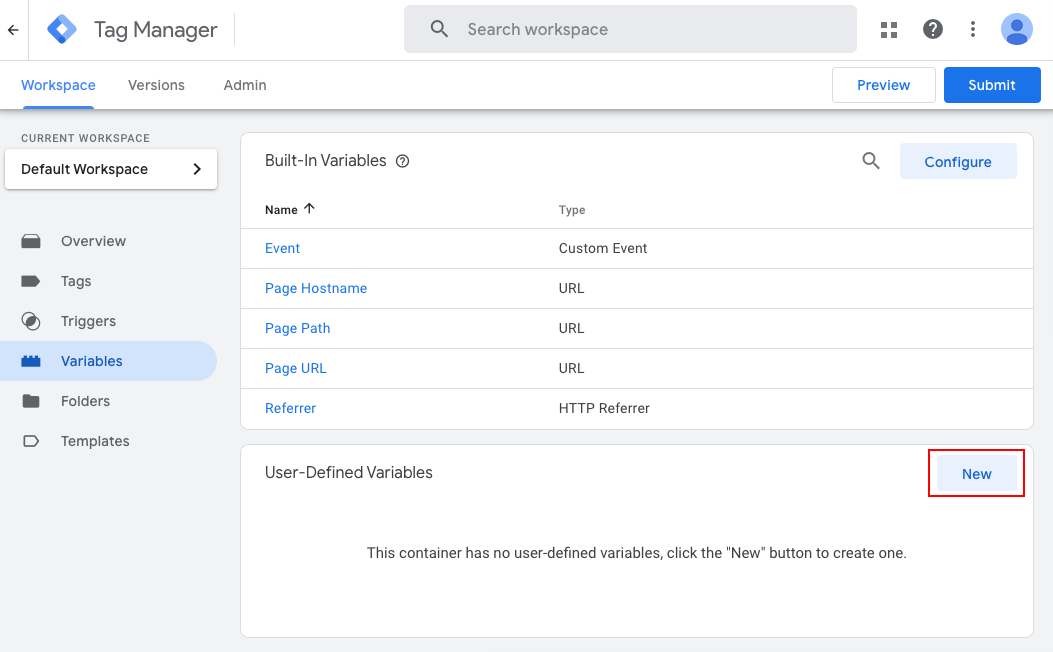 Tag Manager
Search workspace
Workspace Versions Admin
Preview Submit
CURRENT WORKSPACE
Default Workspace
Overview
Tags
Triggers
Variables
Folders
Templates
Built-In Variables
Configure
Name Type
Event Custom Event
Page Hostname URL
Page Path URL
Page URL URL
Referrer HTTP Referrer
User-Defined Variables
New
This container has no user-defined variables, click the "New" button to create one.